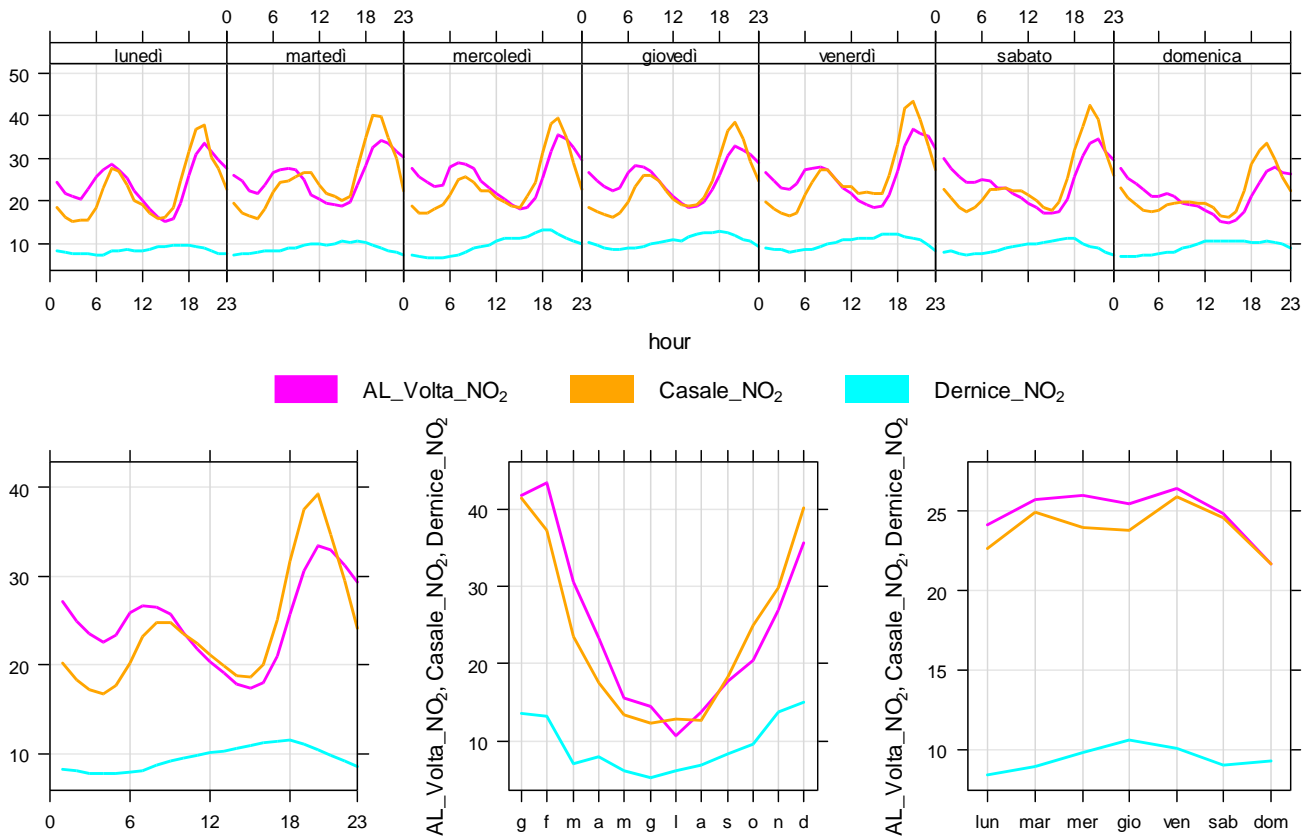 0 6 12 18 23 0 6 12 18 23 0 6 12 18 23
lunedì martedì mercoledì giovedì venerdì sabato domenica
50
40
30
20
10
0 6 12 18 23 0 6 12 18 23 0 6 12 18 23 0 6 12 18 23
hour
AL_Volta_NO₂ Casale_NO₂ Dernice_NO₂
40
30
20
10
0 6 12 18 23
AL_Volta_NO₂, Casale_NO₂, Dernice_NO₂
40
30
20
10
g f m a m g l a s o n d
AL_Volta_NO₂, Casale_NO₂, Dernice_NO₂
25
20
15
10
lun mar mer gio ven sab dom